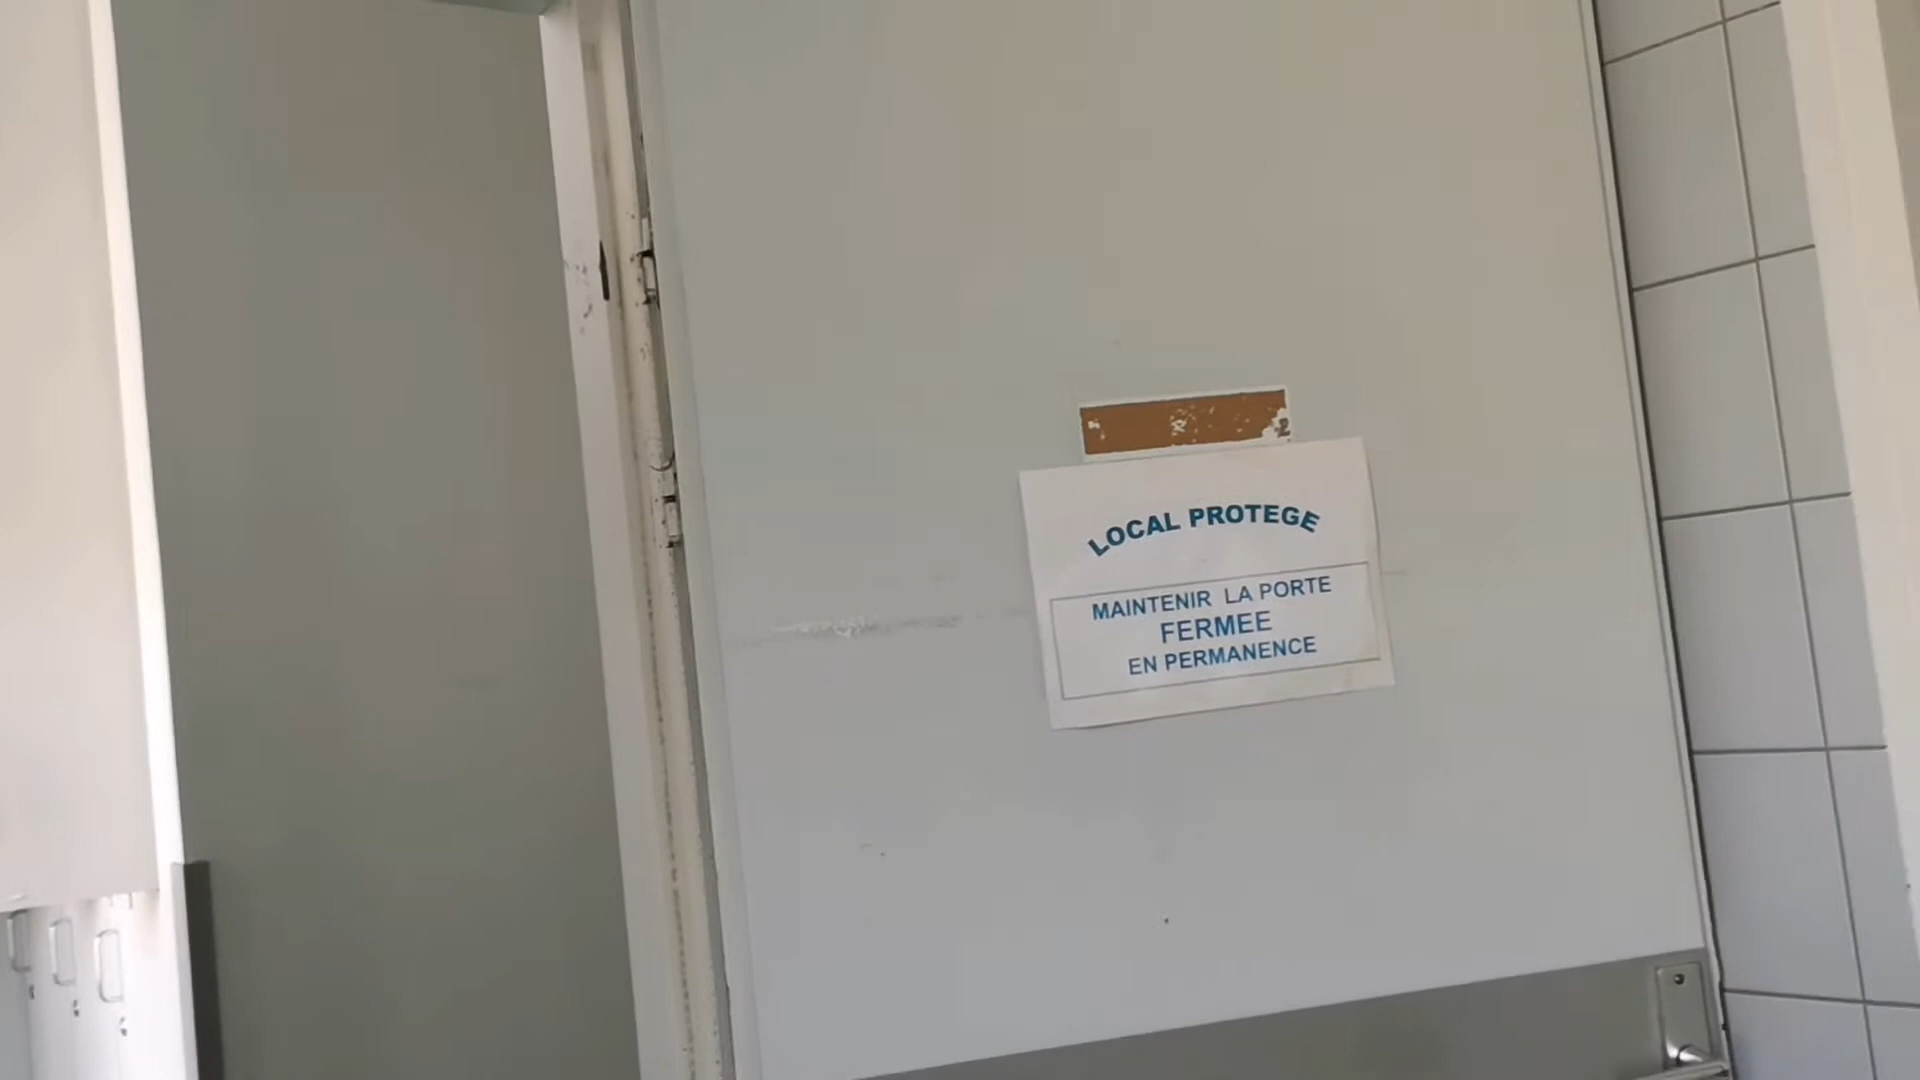 LOCAL PROTEGE
MAINTENIR LA PORTE
FERMEE
EN PERMANENCE